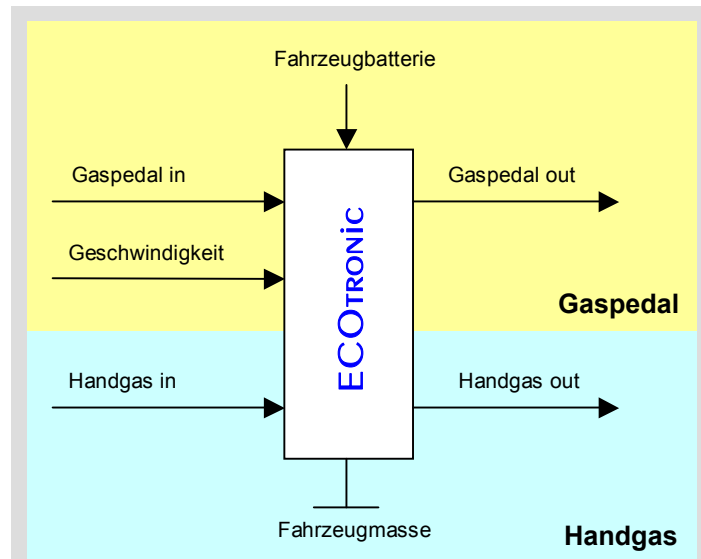 Fahrzeugbatterie
Gaspedal in
Gaspedal out
Geschwindigkeit
ECOTRONiC
Gaspedal
Handgas in
Handgas out
Fahrzeugmasse
Handgas